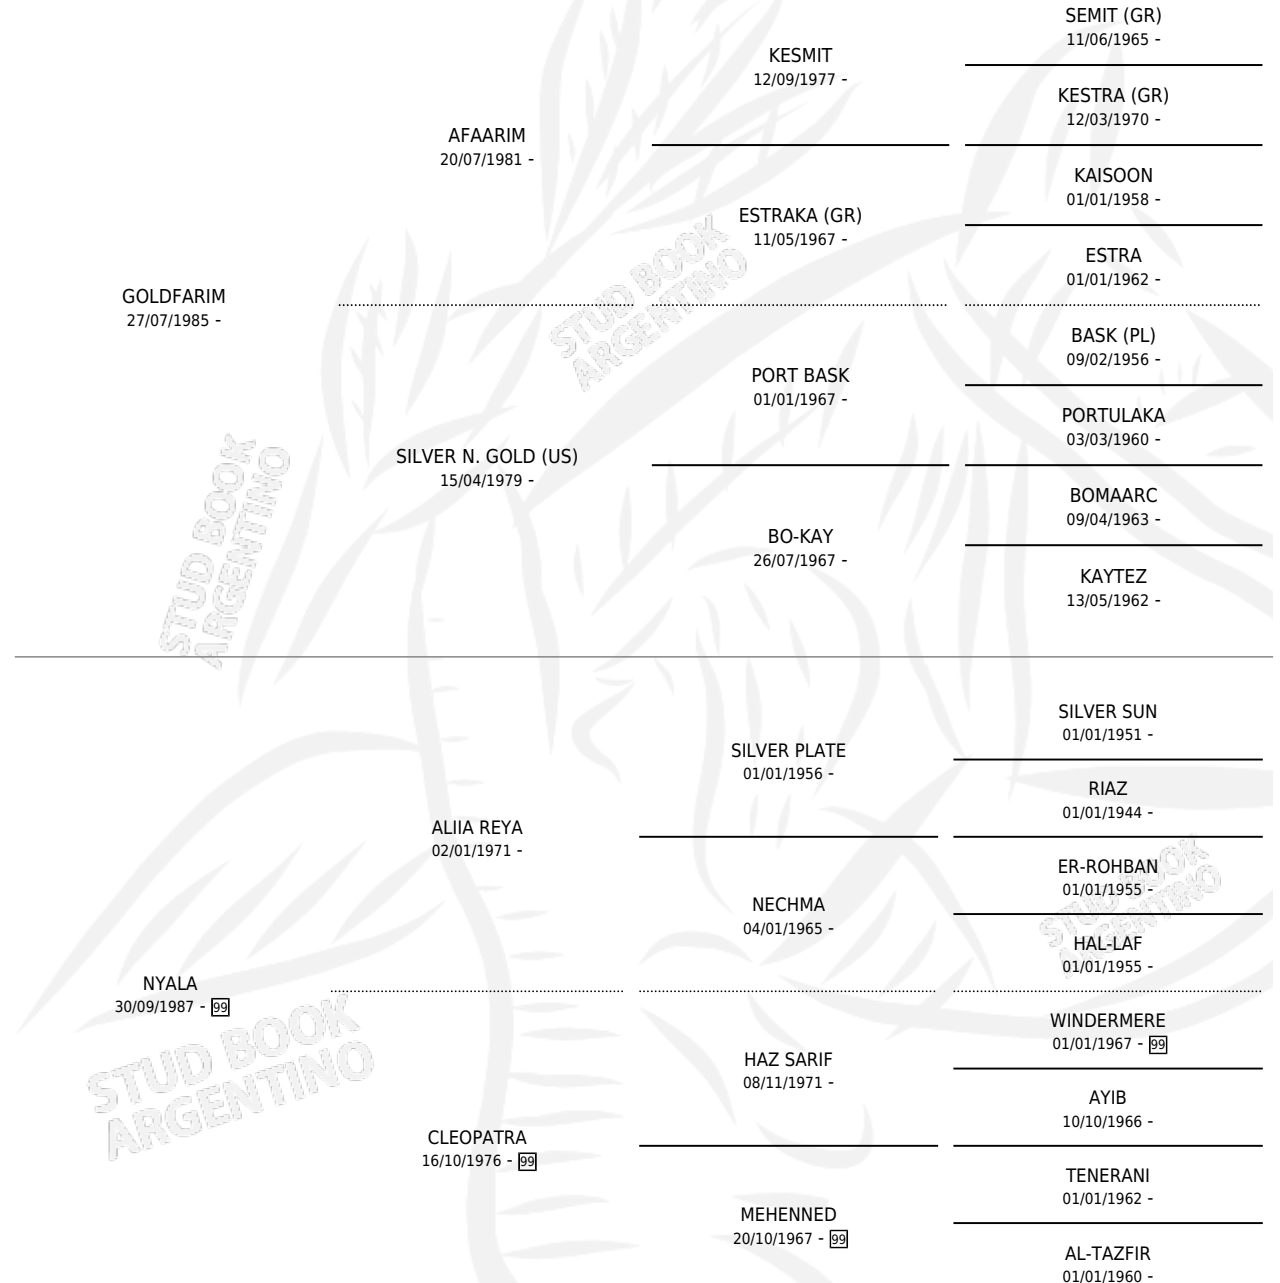 SEMIT (GR)
11/06/1965 -
KESMIT
12/09/1977 -
KESTRA (GR)
12/03/1970 -
AFAARIM
20/07/1981 -
KAISOON
01/01/1958 -
ESTRAKA (GR)
11/05/1967 -
ESTRA
01/01/1962 -
GOLDFARIM
27/07/1985 -
BASK (PL)
09/02/1956 -
PORT BASK
01/01/1967 -
PORTULAKA
03/03/1960 -
SILVER N. GOLD (US)
15/04/1979 -
BOMAARC
09/04/1963 -
BO-KAY
26/07/1967 -
KAYTEZ
13/05/1962 -
SILVER SUN
01/01/1951 -
SILVER PLATE
01/01/1956 -
RIAZ
01/01/1944 -
ALIIA REYA
02/01/1971 -
ER-ROHBAN
01/01/1955 -
NECHMA
04/01/1965 -
HAL-LAF
01/01/1955 -
NYALA
30/09/1987 - 99
WINDERMERE
01/01/1967 - 99
HAZ SARIF
08/11/1971 -
AYIB
10/10/1966 -
CLEOPATRA
16/10/1976 - 99
TENERANI
01/01/1962 -
MEHENNED
20/10/1967 - 99
AL-TAZFIR
01/01/1960 -
STUD BOOK
ARGENTINO
STUD BOOK
ARGENTINO
STUD BOOK
ARGENTINO
STUD BOOK
ARGENTINO